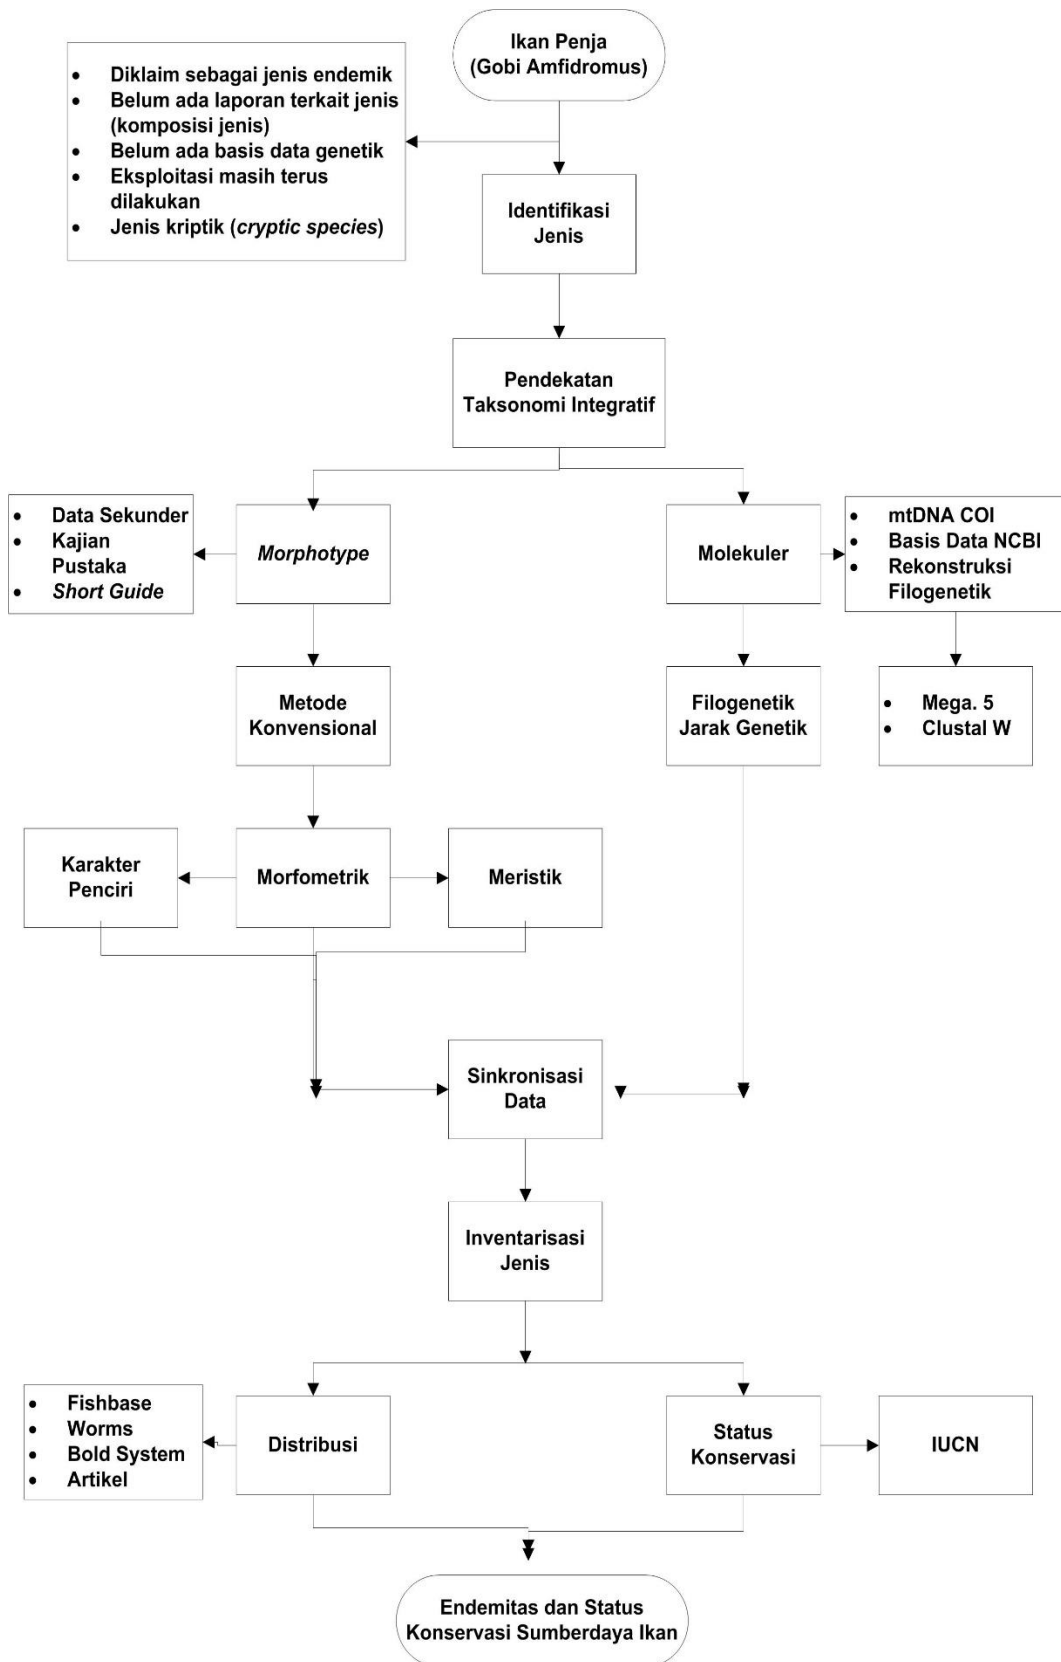 Ikan Penja
(Gobi Amfidromus)
• Diklaim sebagai jenis endemik
• Belum ada laporan terkait jenis
(komposisi jenis)
• Belum ada basis data genetik
• Eksploitasi masih terus
dilakukan
• Jenis kriptik (cryptic species)
Identifikasi
Jenis
Pendekatan
Taksonomi Integratif
• Data Sekunder
• Kajian
Pustaka
• Short Guide
Morphotype
Molekuler
• mtDNA COI
• Basis Data NCBI
• Rekonstruksi
Filogenetik
Metode
Konvensional
Filogenetik
Jarak Genetik
• Mega. 5
• Clustal W
Karakter
Penciri
Morfometrik
Meristik
Sinkronisasi
Data
Inventarisasi
Jenis
• Fishbase
• Worms
• Bold System
• Artikel
Distribusi
Status
Konservasi
IUCN
Endemitas dan Status
Konservasi Sumberdaya Ikan